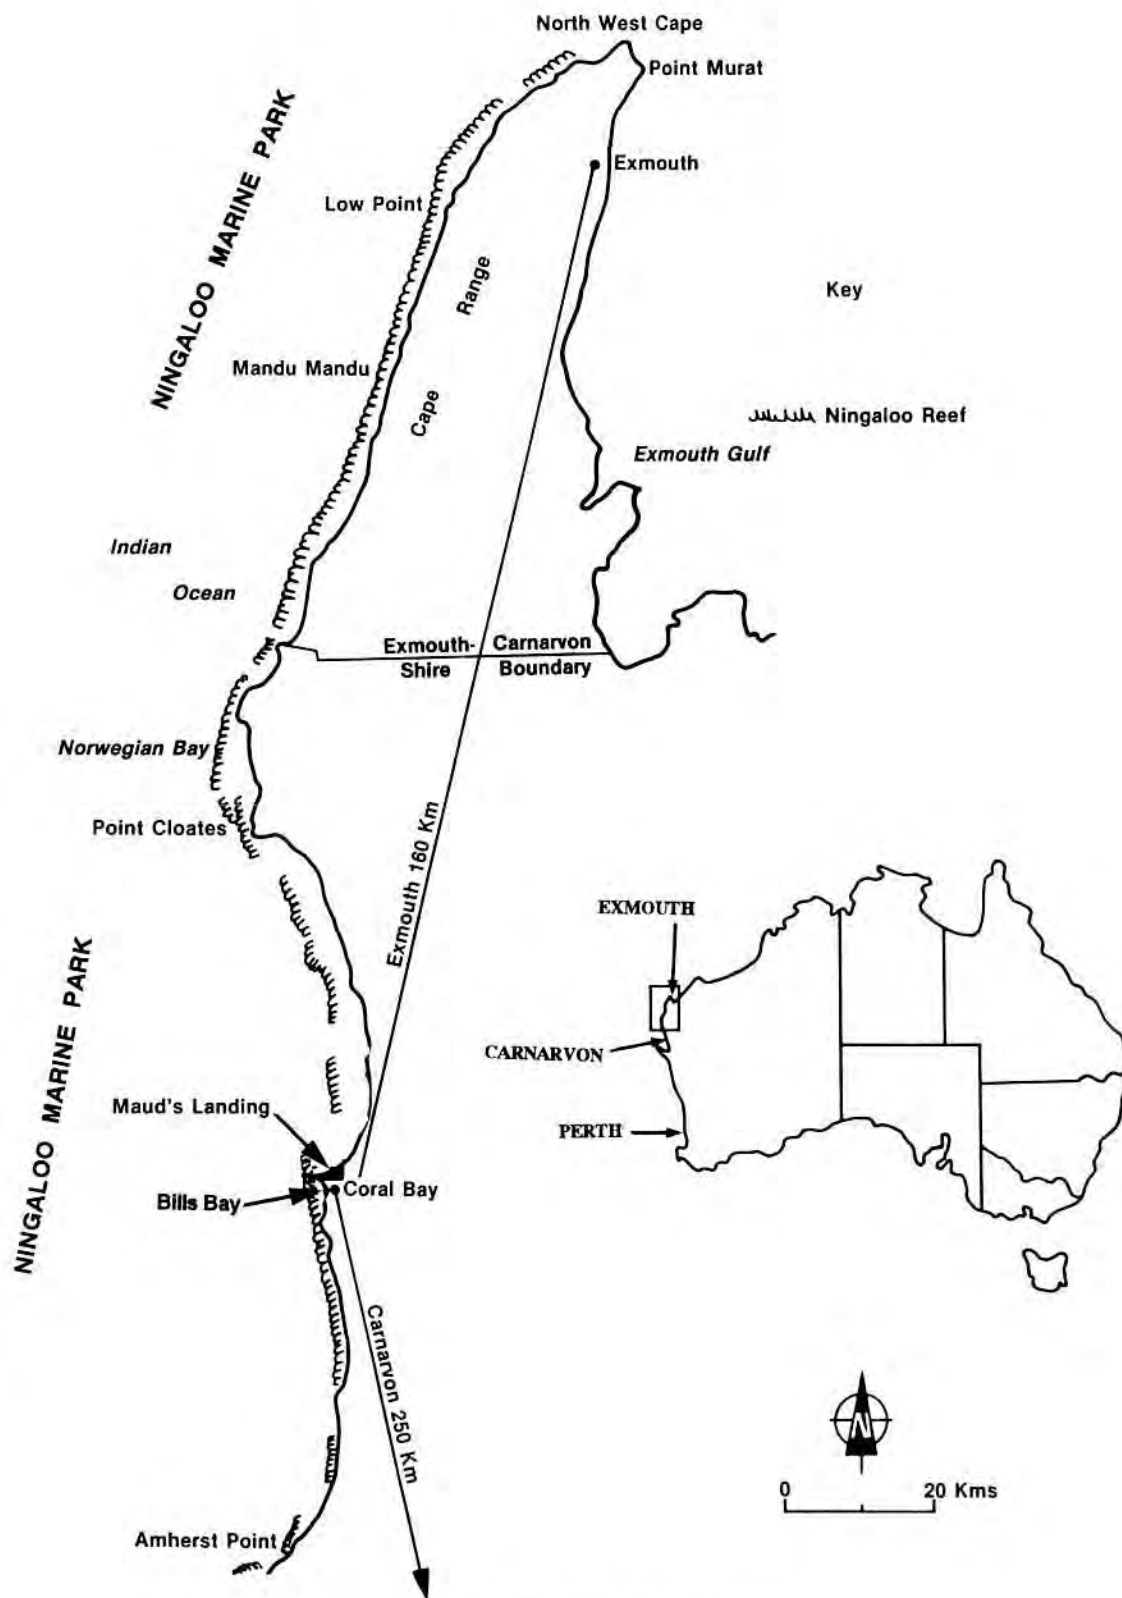 North West Cape
Point Murat
NINGALOO MARINE PARK
Exmouth
Low Point
Range
Key
Mandu Mandu
Cape
Ningaloo Reef
Exmouth Gulf
Indian
Ocean
Exmouth- Carnarvon
Shire Boundary
Norwegian Bay
Point Cloates
Exmouth 160 Km
EXMOUTH
NINGALOO MARINE PARK
CARNARVON
Maud's Landing
PERTH
Coral Bay
Bills Bay
Carnarvon 250 Km
N
0 20 Kms
Amherst Point